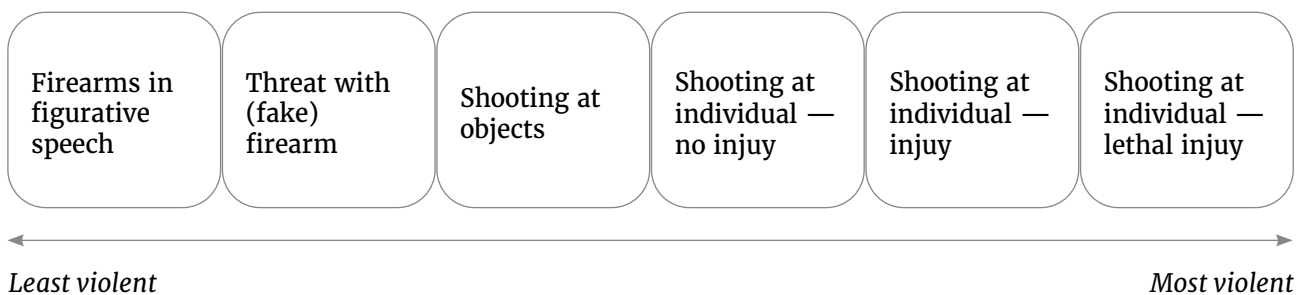 Firearms in
figurative
speech
Threat with
(fake)
firearm
Shooting at
objects
Shooting at
individual —
no injuy
Shooting at
individual —
injuy
Shooting at
individual —
lethal injuy
Least violent
Most violent